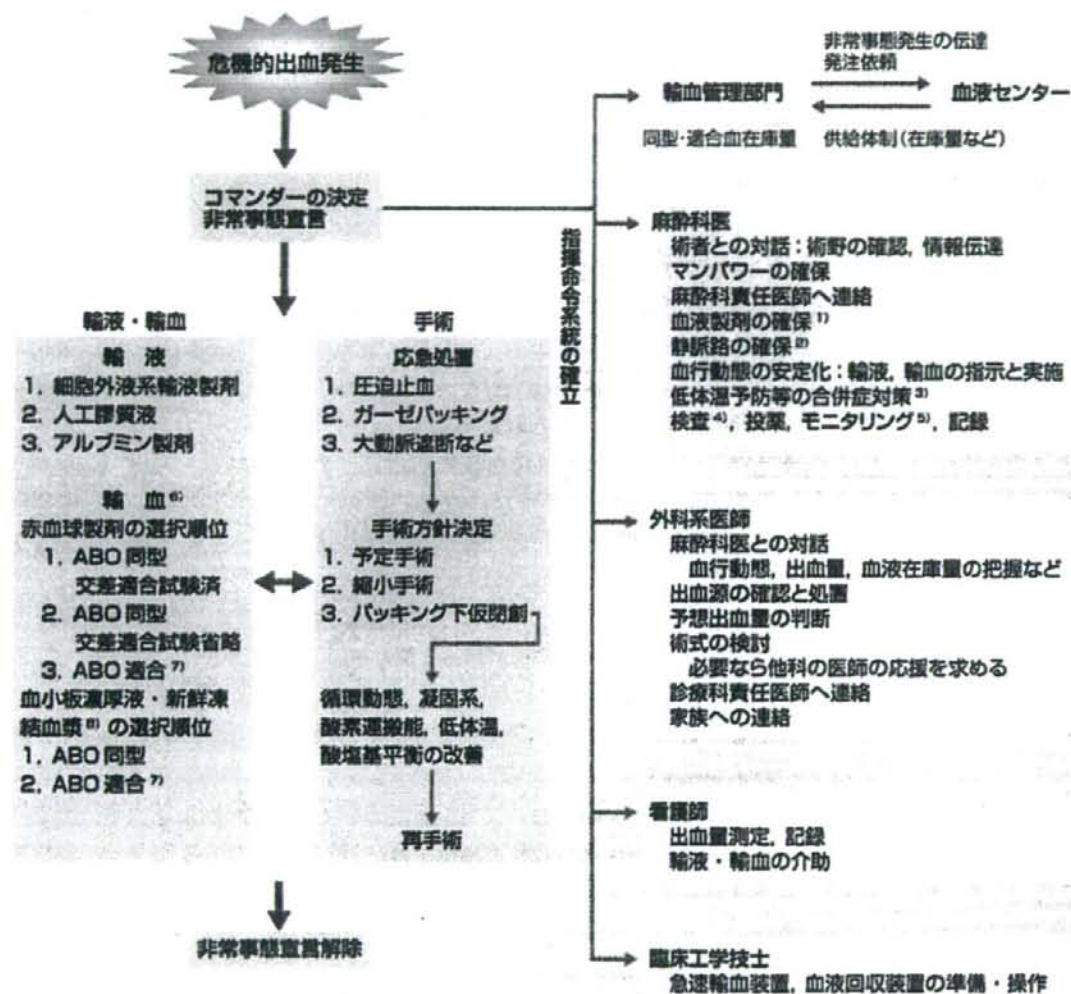 危機的出血発生
コマンダーの決定
非常事態宣言
輸液・輸血
輸 液
1. 細胞外液系輸液製剤
2. 人工膠質液
3. アルブミン製剤
輸 血⁶⁾
赤血球製剤の選択順位
1. ABO 同型
交差適合試験済
2. ABO 同型
交差適合試験省略
3. ABO 適合⁷⁾
血小板濃厚液・新鮮凍
結血漿⁸⁾ の選択順位
1. ABO 同型
2. ABO 適合⁷⁾
手術
応急処置
1. 圧迫止血
2. ガーゼパッキング
3. 大動脈遮断など
手術方針決定
1. 予定手術
2. 縮小手術
3. パッキング下仮閉創
循環動態, 凝固系,
酸素運搬能, 低体温,
酸塩基平衡の改善
再手術
非常事態宣言解除
指揮命令系統の確立
輸血管理部門
非常事態発生の伝達
発注依頼
血液センター
同型・適合血在庫量
供給体制(在庫量など)
麻酔科医
術者との対話:術野の確認, 情報伝達
マンパワーの確保
麻酔科責任医師へ連絡
血液製剤の確保¹⁾
静脈路の確保²⁾
血行動態の安定化:輸液, 輸血の指示と実施
低体温予防等の合併症対策³⁾
検査⁴⁾, 投薬, モニタリング⁵⁾, 記録
外科系医師
麻酔科医との対話
血行動態, 出血量, 血液在庫量の把握など
出血源の確認と処置
予想出血量の判断
術式の検討
必要なら他科の医師の応援を求める
診療科責任医師へ連絡
家族への連絡
看護師
出血量測定, 記録
輸液・輸血の介助
臨床工学技士
急速輸血装置, 血液回収装置の準備・操作